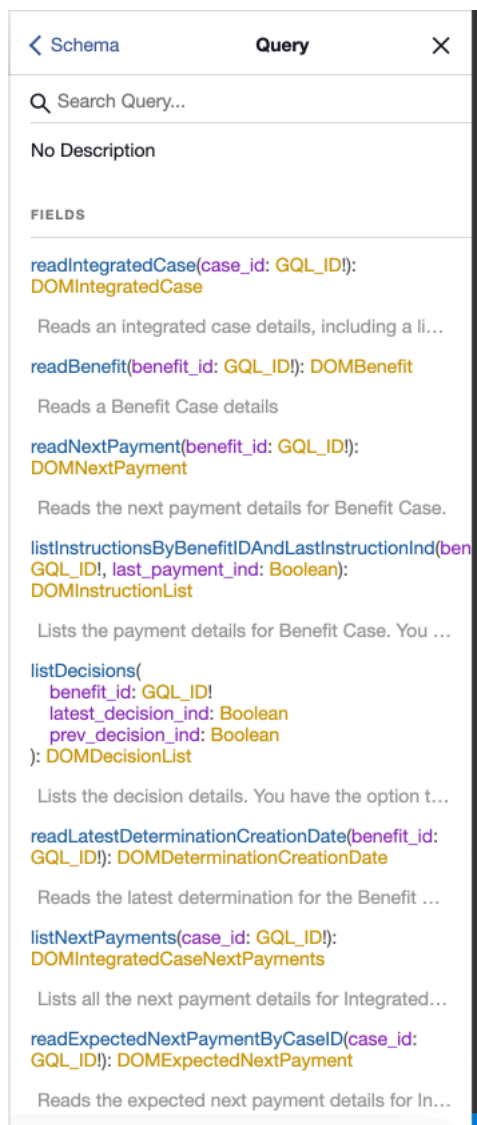 Schema
Query
Search Query...
No Description
FIELDS
readIntegratedCase(case_id: GQL_ID!):
DOMIntegratedCase
Reads an integrated case details, including a li…
readBenefit(benefit_id: GQL_ID!): DOMBenefit
Reads a Benefit Case details
readNextPayment(benefit_id: GQL_ID!):
DOMNextPayment
Reads the next payment details for Benefit Case.
listInstructionsByBenefitIDAndLastInstructionInd(ben
GQL_ID!, last_payment_ind: Boolean):
DOMInstructionList
Lists the payment details for Benefit Case. You …
listDecisions(
benefit_id: GQL_ID!
latest_decision_ind: Boolean
prev_decision_ind: Boolean
): DOMDecisionList
Lists the decision details. You have the option t…
readLatestDeterminationCreationDate(benefit_id:
GQL_ID!): DOMDeterminationCreationDate
Reads the latest determination for the Benefit …
listNextPayments(case_id: GQL_ID!):
DOMIntegratedCaseNextPayments
Lists all the next payment details for Integrated…
readExpectedNextPaymentByCaseID(case_id:
GQL_ID!): DOMExpectedNextPayment
Reads the expected next payment details for In…